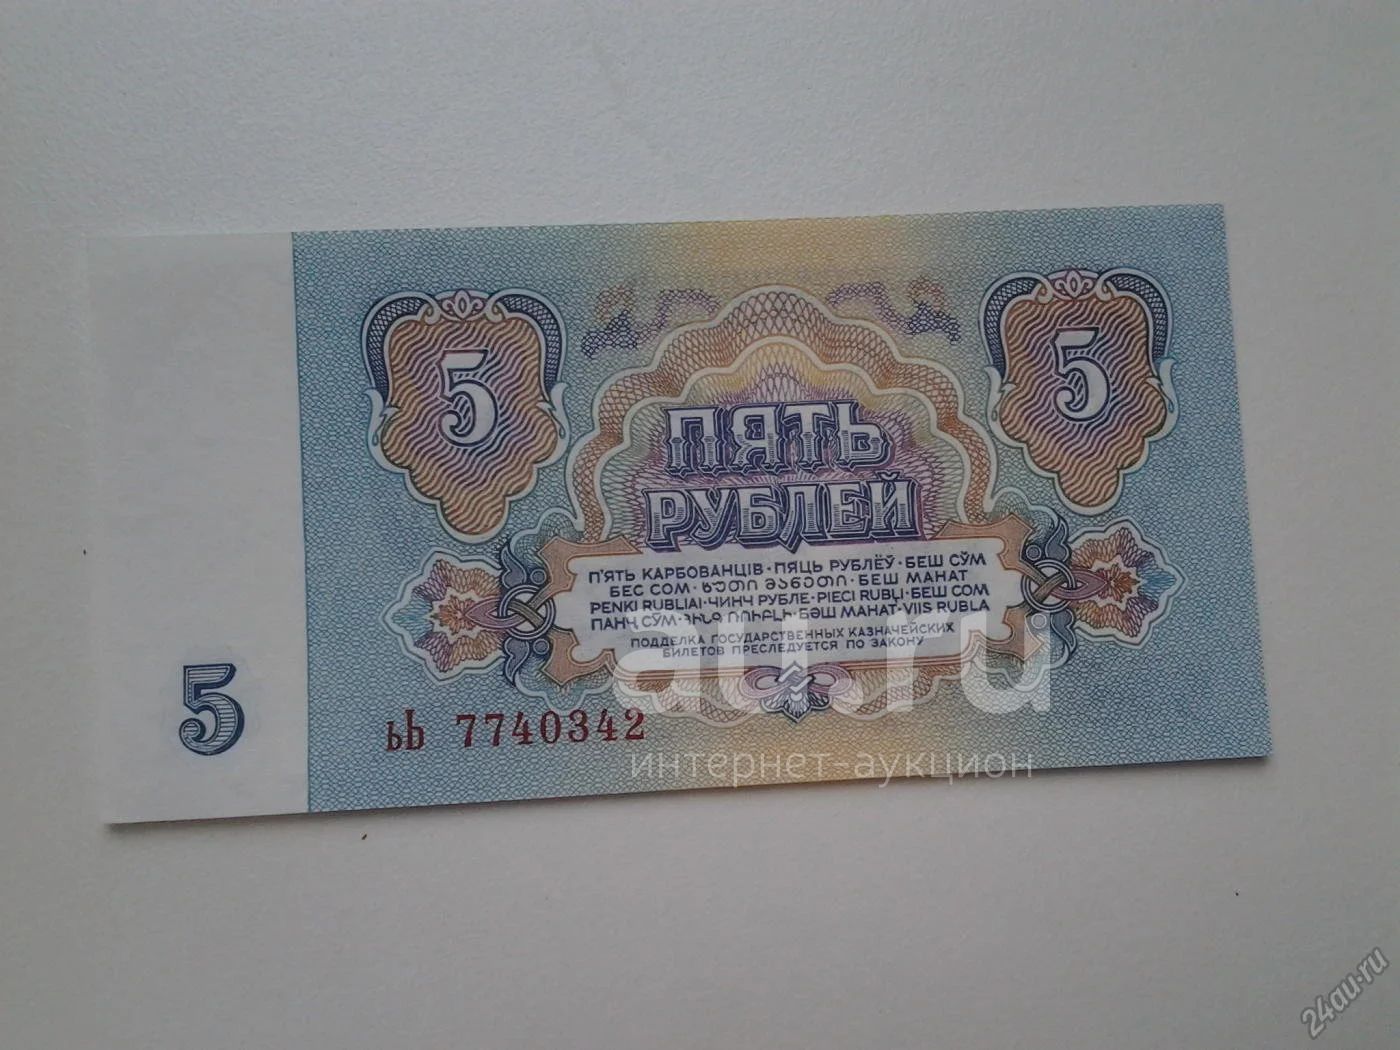 5
5
ПЯТЬ
РУБЛЕЙ
П'ЯТЬ КАРБОВАНЦІВ · ПЯЦЬ РУБЛЁЎ · БЕШ СЎМ
БЕС СОМ · ᲮᲣᲗᲘ ᲛᲐᲜᲔᲗᲘ · БЕШ МАНАТ
PENKI RUBLIAI · ЧИНЧ РУБЛЕ · PIECI RUBĻI · БЕШ СОМ
ПАНҶ СЎМ · ՀԻՆԳ ՌՈՒԲԼԻ · БӘШ МАНАТ · VIIS RUBLA
ПОДДЕЛКА ГОСУДАРСТВЕННЫХ КАЗНАЧЕЙСКИХ
БИЛЕТОВ ПРЕСЛЕДУЕТСЯ ПО ЗАКОНУ
au.ru
5
ьЬ 7740342
интернет-аукцион
24au.ru